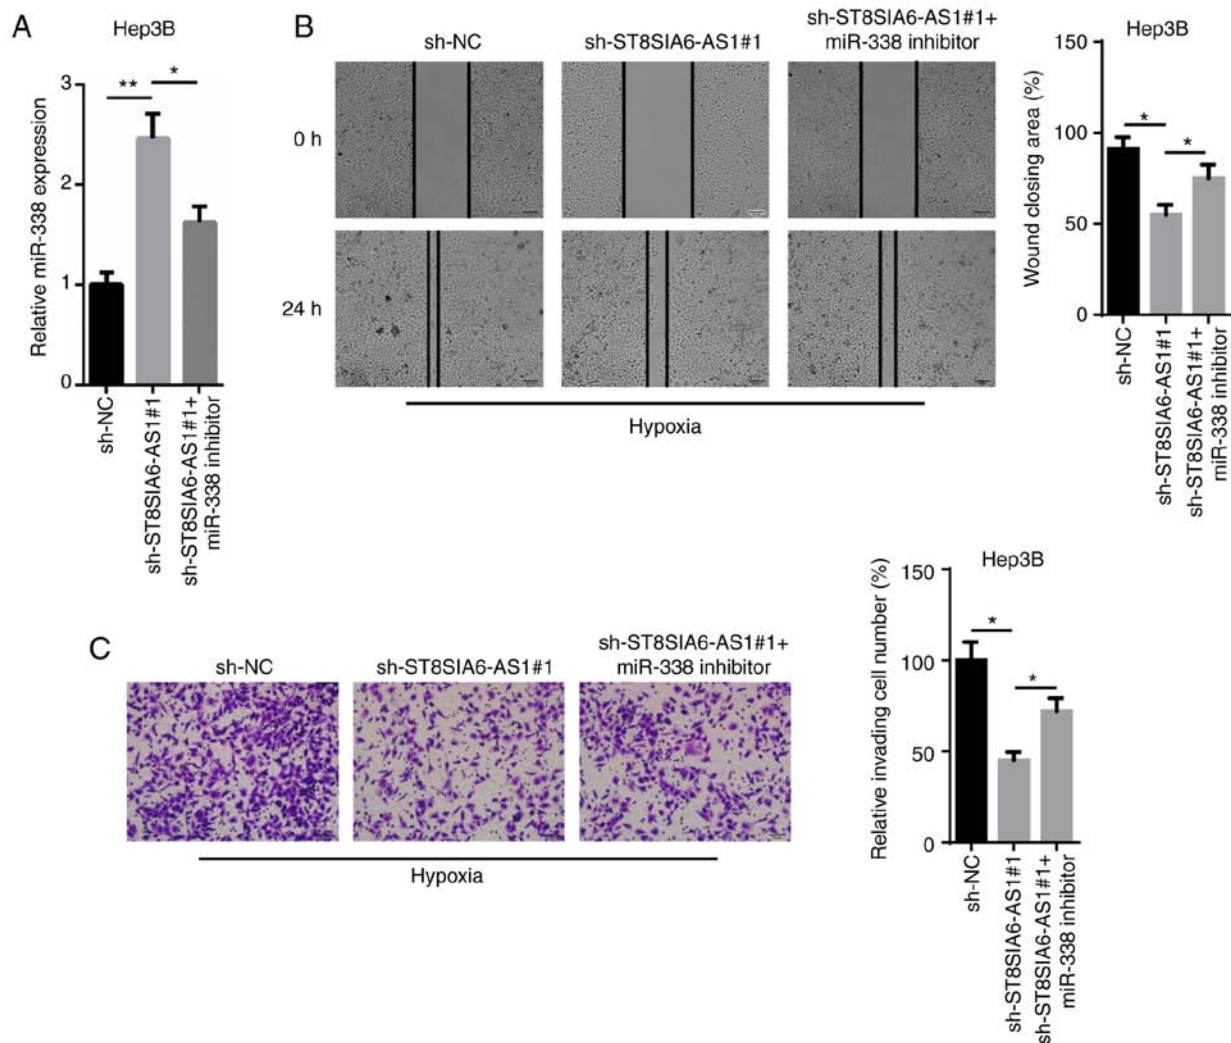 A
Hep3B
Relative miR-338 expression
3
2
1
0
**
*
sh-NC
sh-ST8SIA6-AS1#1
sh-ST8SIA6-AS1#1+
miR-338 inhibitor
B
sh-NC
sh-ST8SIA6-AS1#1
sh-ST8SIA6-AS1#1+
miR-338 inhibitor
0 h
24 h
Hypoxia
Hep3B
Wound closing area (%)
150
100
50
0
*
*
sh-NC
sh-ST8SIA6-AS1#1
sh-ST8SIA6-AS1#1+
miR-338 inhibitor
C
sh-NC
sh-ST8SIA6-AS1#1
sh-ST8SIA6-AS1#1+
miR-338 inhibitor
Hypoxia
Hep3B
Relative invading cell number (%)
150
100
50
0
*
*
sh-NC
sh-ST8SIA6-AS1#1
sh-ST8SIA6-AS1#1+
miR-338 inhibitor